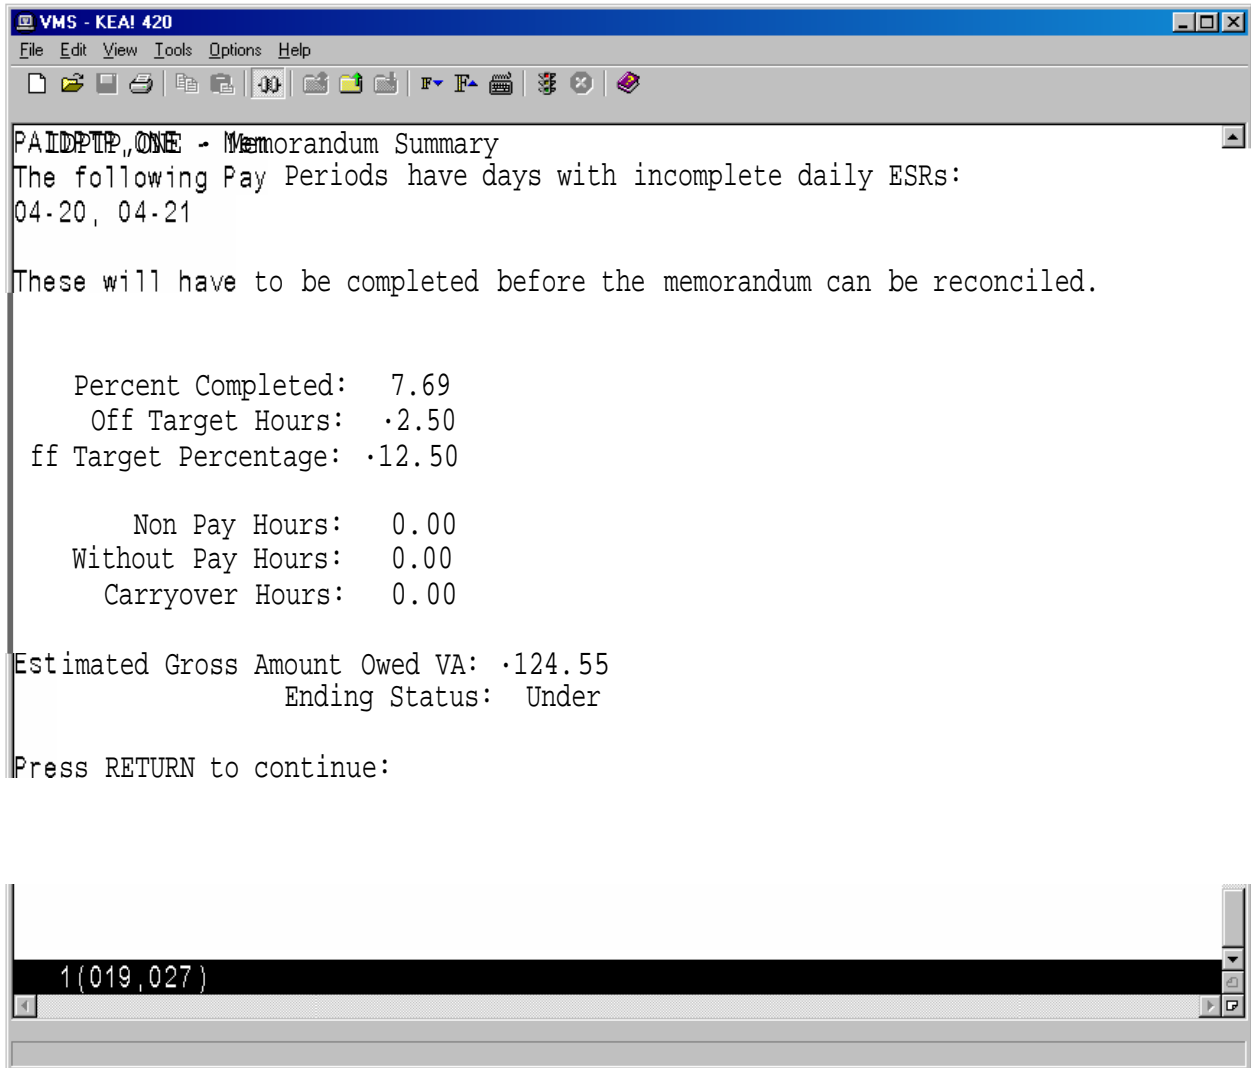 VMS - KEA! 420
File Edit View Tools Options Help
PAIDPTP,ONE - Memorandum Summary
The following Pay Periods have days with incomplete daily ESRs:
04-20, 04-21
These will have to be completed before the memorandum can be reconciled.
Percent Completed: 7.69
Off Target Hours: -2.50
ff Target Percentage: -12.50
Non Pay Hours: 0.00
Without Pay Hours: 0.00
Carryover Hours: 0.00
Estimated Gross Amount Owed VA: -124.55
Ending Status: Under
Press RETURN to continue:
1(019,027)